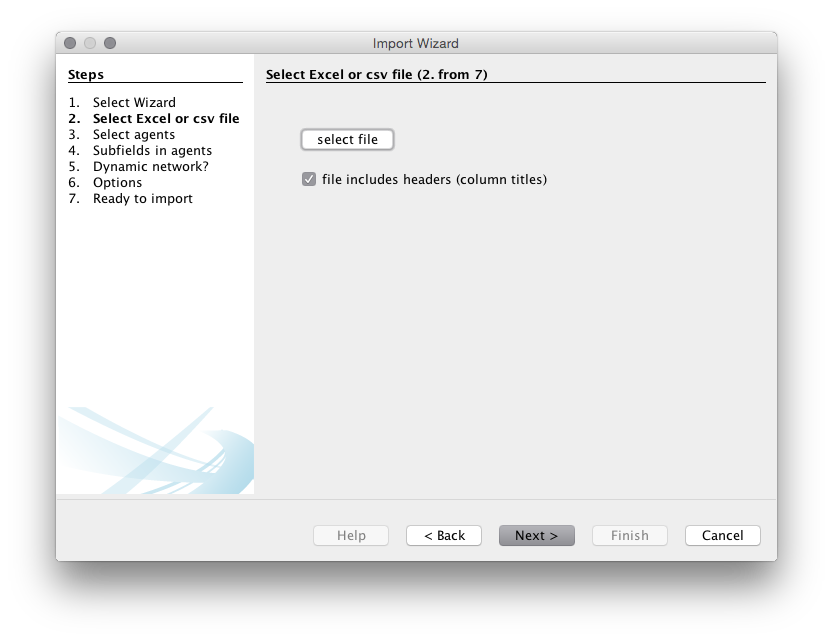 Import Wizard
Steps
1. Select Wizard
2. Select Excel or csv file
3. Select agents
4. Subfields in agents
5. Dynamic network?
6. Options
7. Ready to import
Select Excel or csv file (2. from 7)
select file
file includes headers (column titles)
Help
< Back
Next >
Finish
Cancel